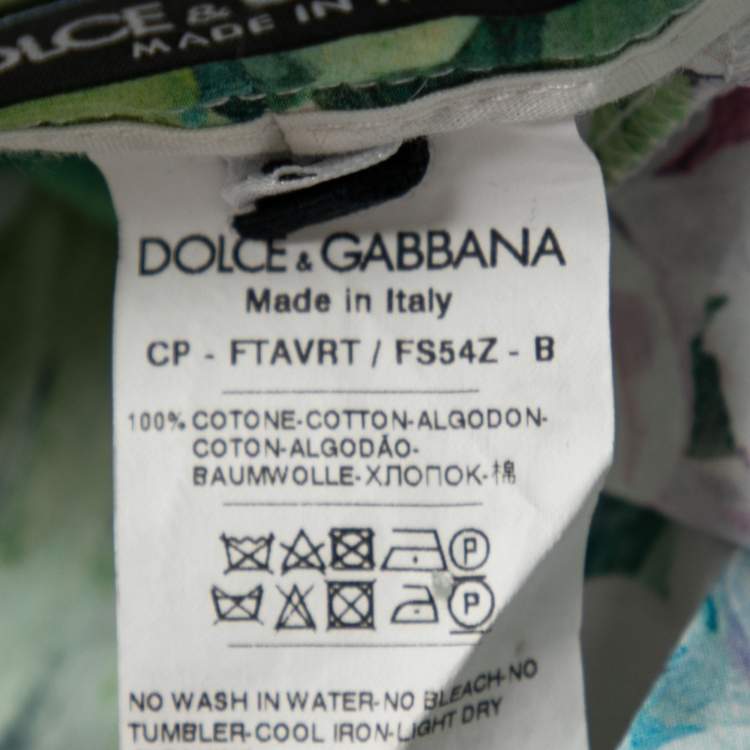 DOLCE &
MADE IN
DOLCE & GABBANA
Made in Italy
CP - FTAVRT / FS54Z - B
100% COTONE-COTTON-ALGODON-
COTON-ALGODÃO-
BAUMWOLLE-ХЛОПОК-棉
P
P
NO WASH IN WATER-NO BLEACH-NO
TUMBLER-COOL IRON-LIGHT DRY